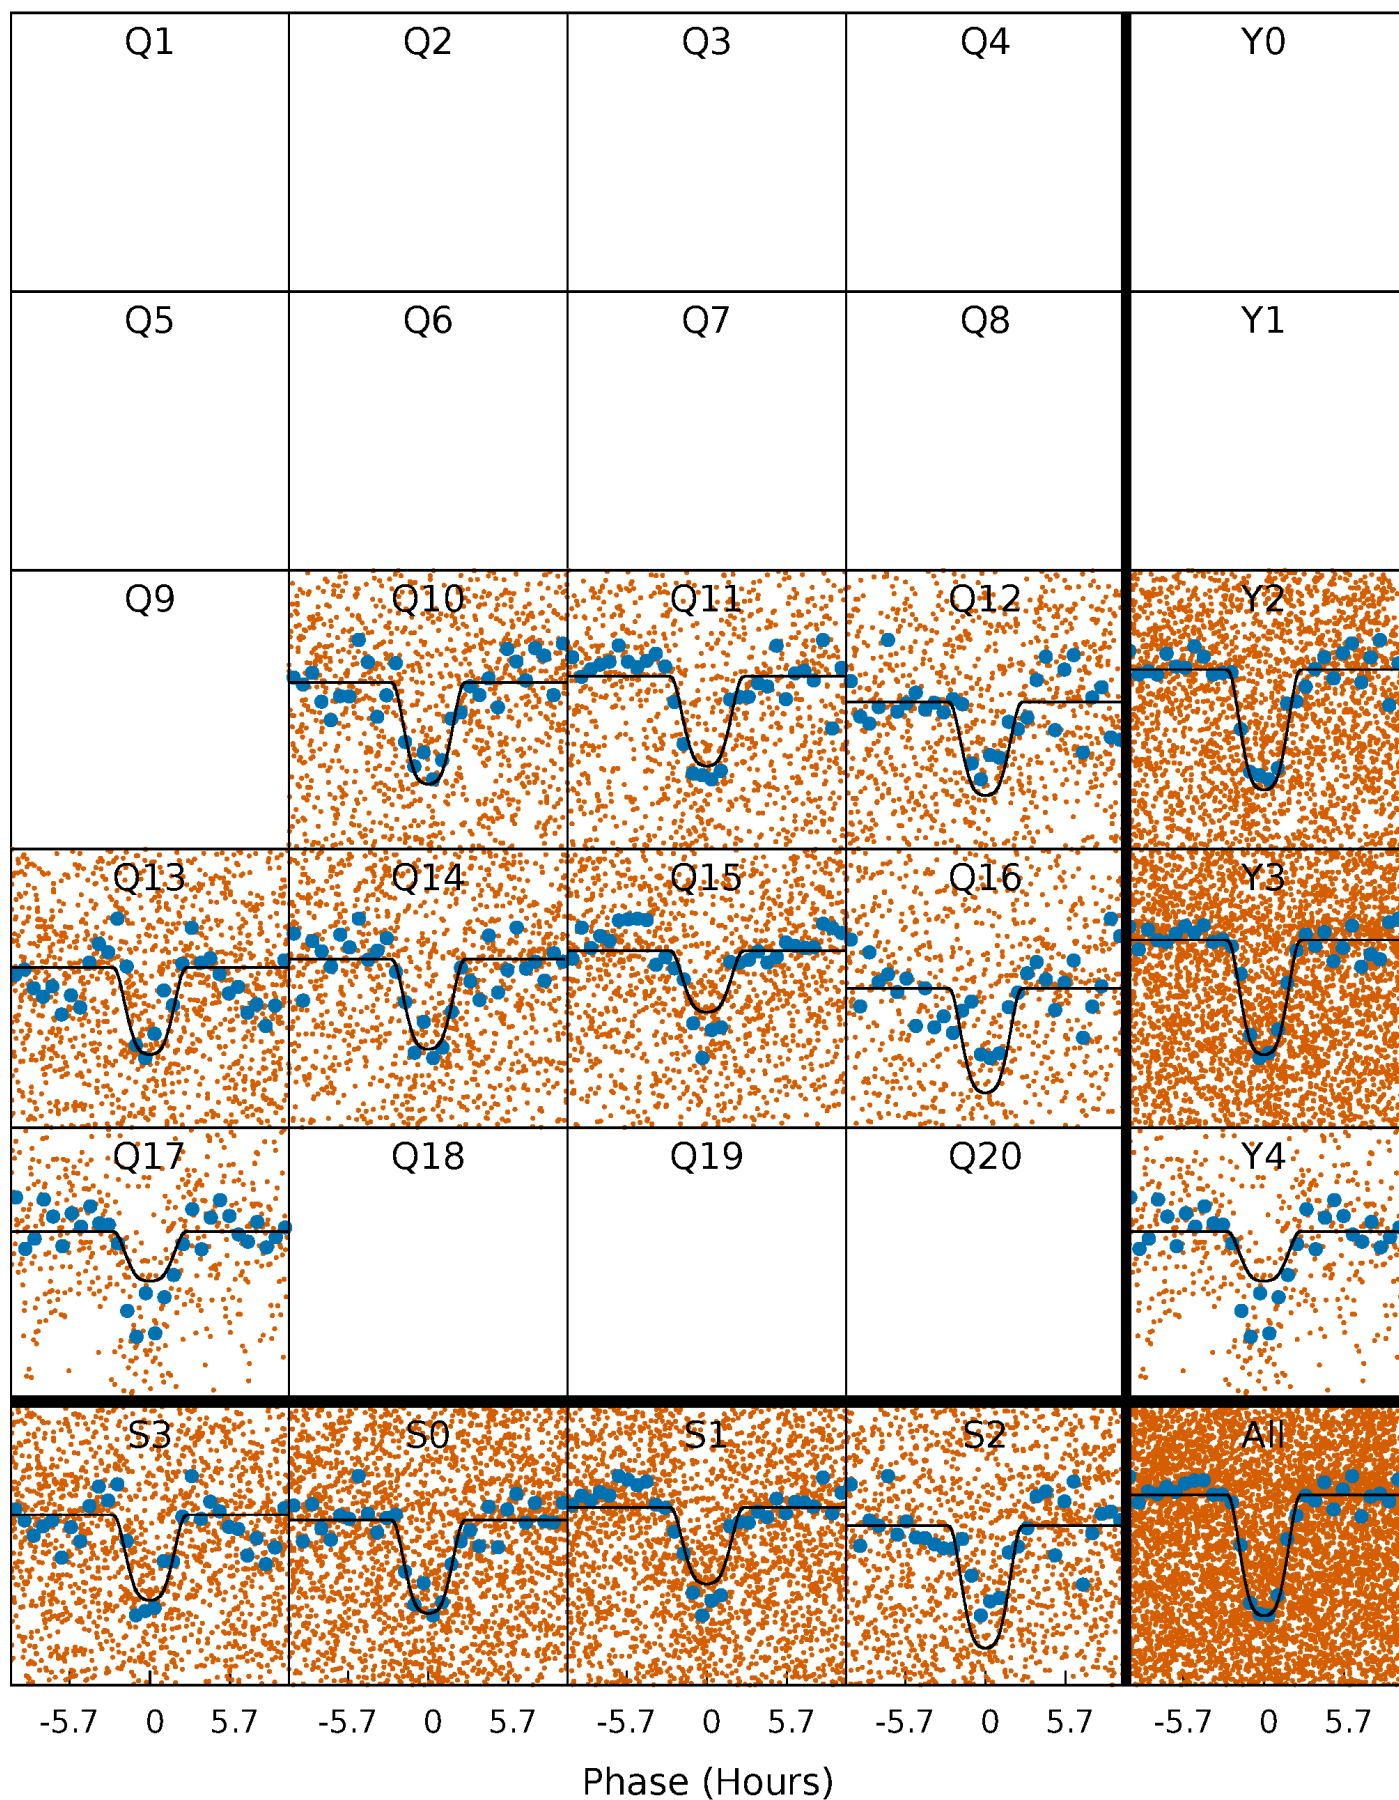 Q1 Q2 Q3 Q4 Y0
Q5 Q6 Q7 Q8 Y1
Q9 Q10 Q11 Q12 Y2
Q13 Q14 Q15 Q16 Y3
Q17 Q18 Q19 Q20 Y4
S3 S0 S1 S2 All
-5.7 0 5.7 -5.7 0 5.7 -5.7 0 5.7 -5.7 0 5.7 -5.7 0 5.7
Phase (Hours)